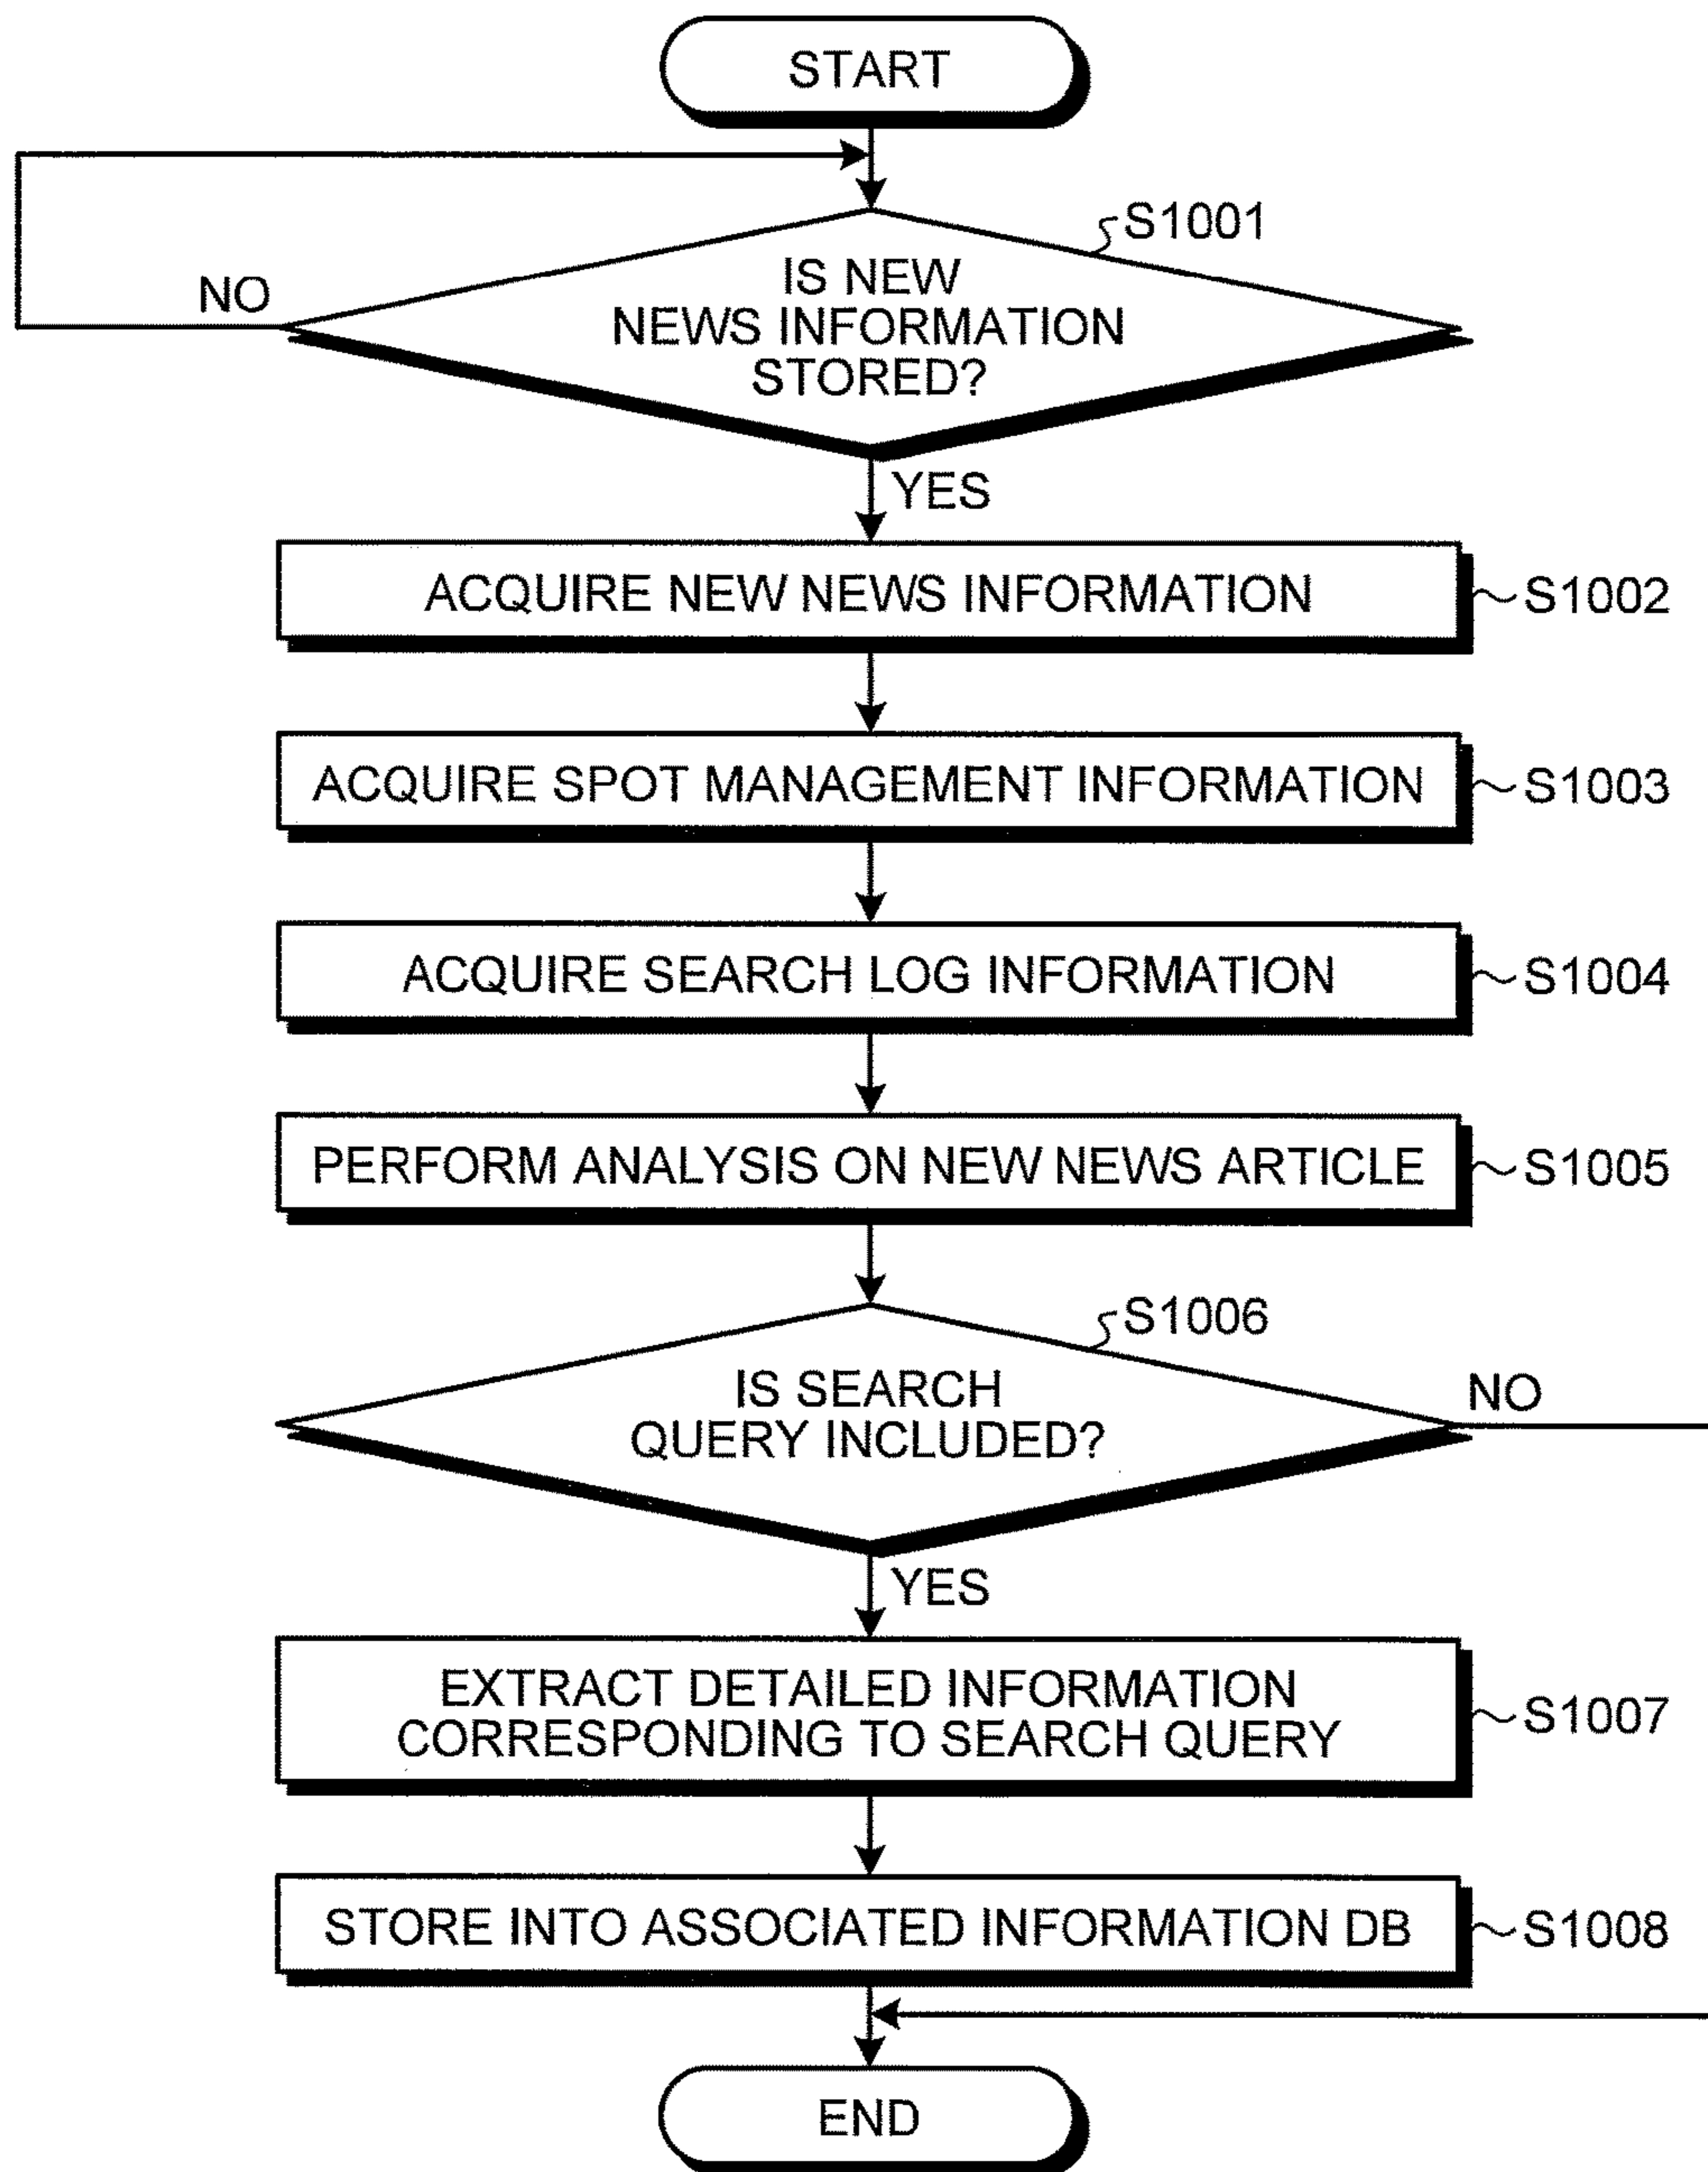 START
S1001
IS NEW
NO
NEWS INFORMATION
STORED?
YES
ACQUIRE NEW NEWS INFORMATION
S1002
ACQUIRE SPOT MANAGEMENT INFORMATION
S1003
ACQUIRE SEARCH LOG INFORMATION
S1004
PERFORM ANALYSIS ON NEW NEWS ARTICLE
S1005
S1006
IS SEARCH
NO
QUERY INCLUDED?
YES
EXTRACT DETAILED INFORMATION
CORRESPONDING TO SEARCH QUERY
S1007
STORE INTO ASSOCIATED INFORMATION DB
S1008
END